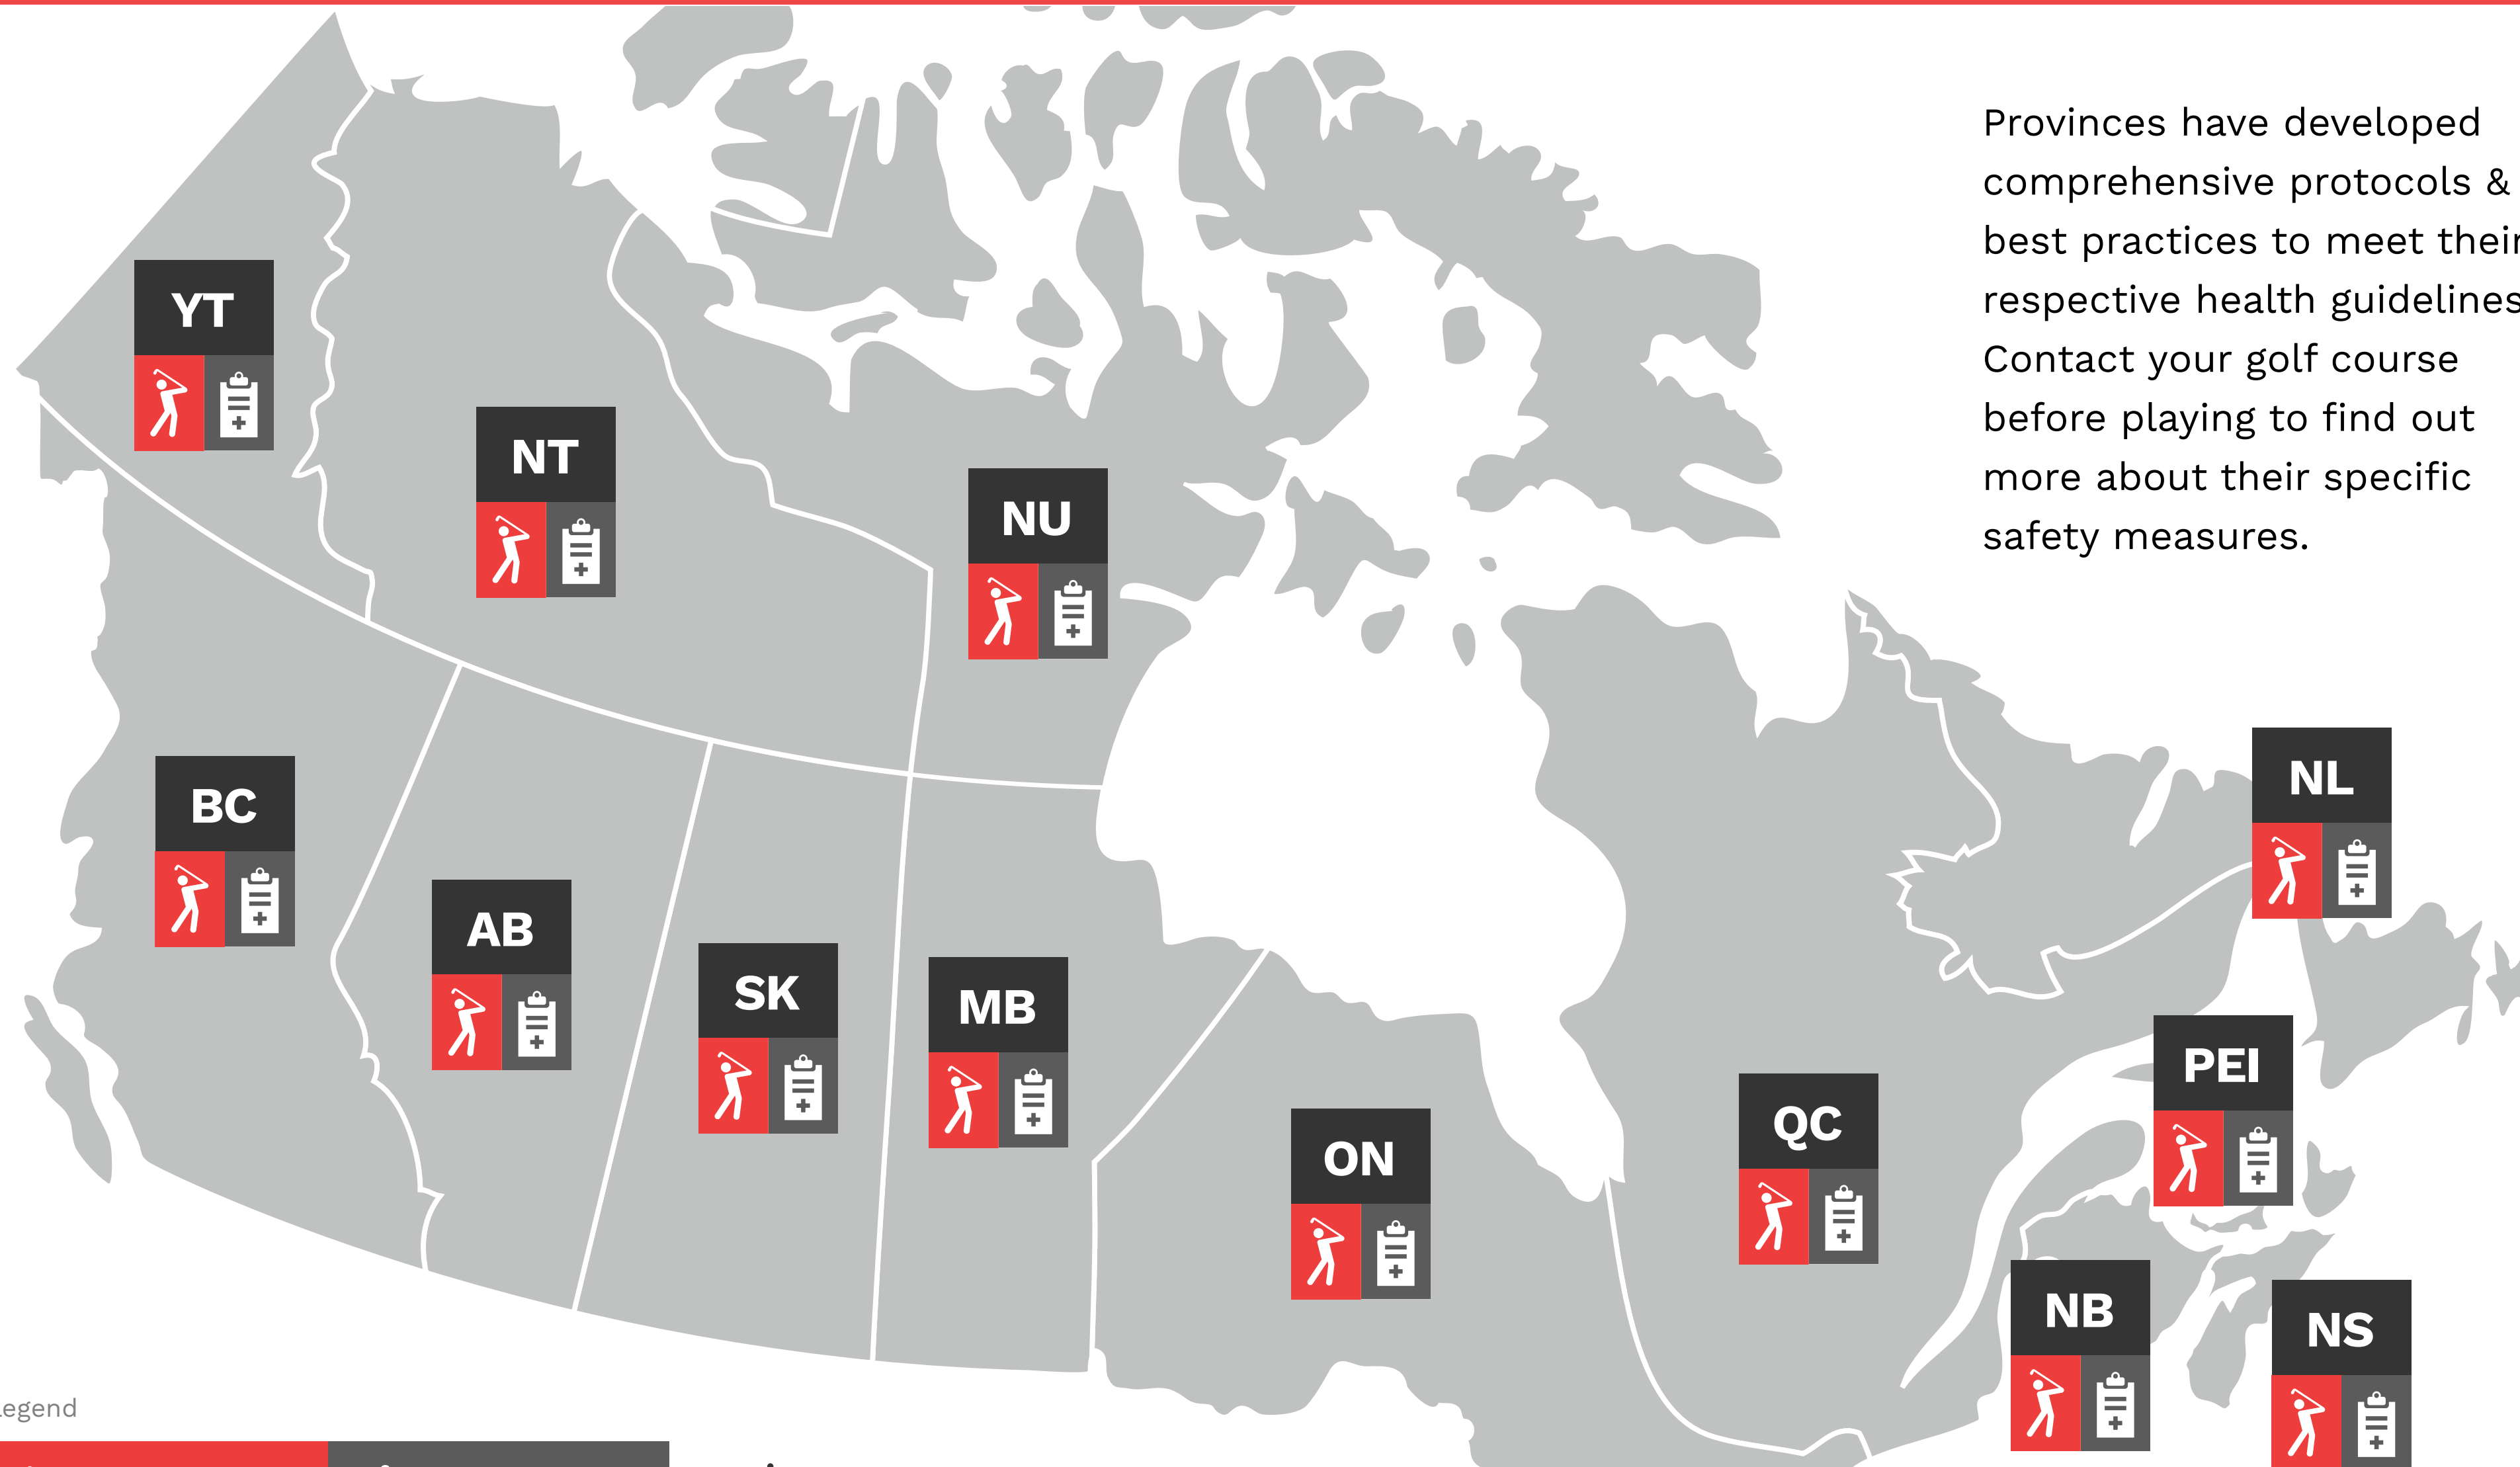 Provinces have developed
comprehensive protocols &
best practices to meet their
respective health guidelines
Contact your golf course
before playing to find out
more about their specific
safety measures.
YT
NT
NU
BC
NL
AB
SK
MB
PEI
QC
ON
NB
NS
egend